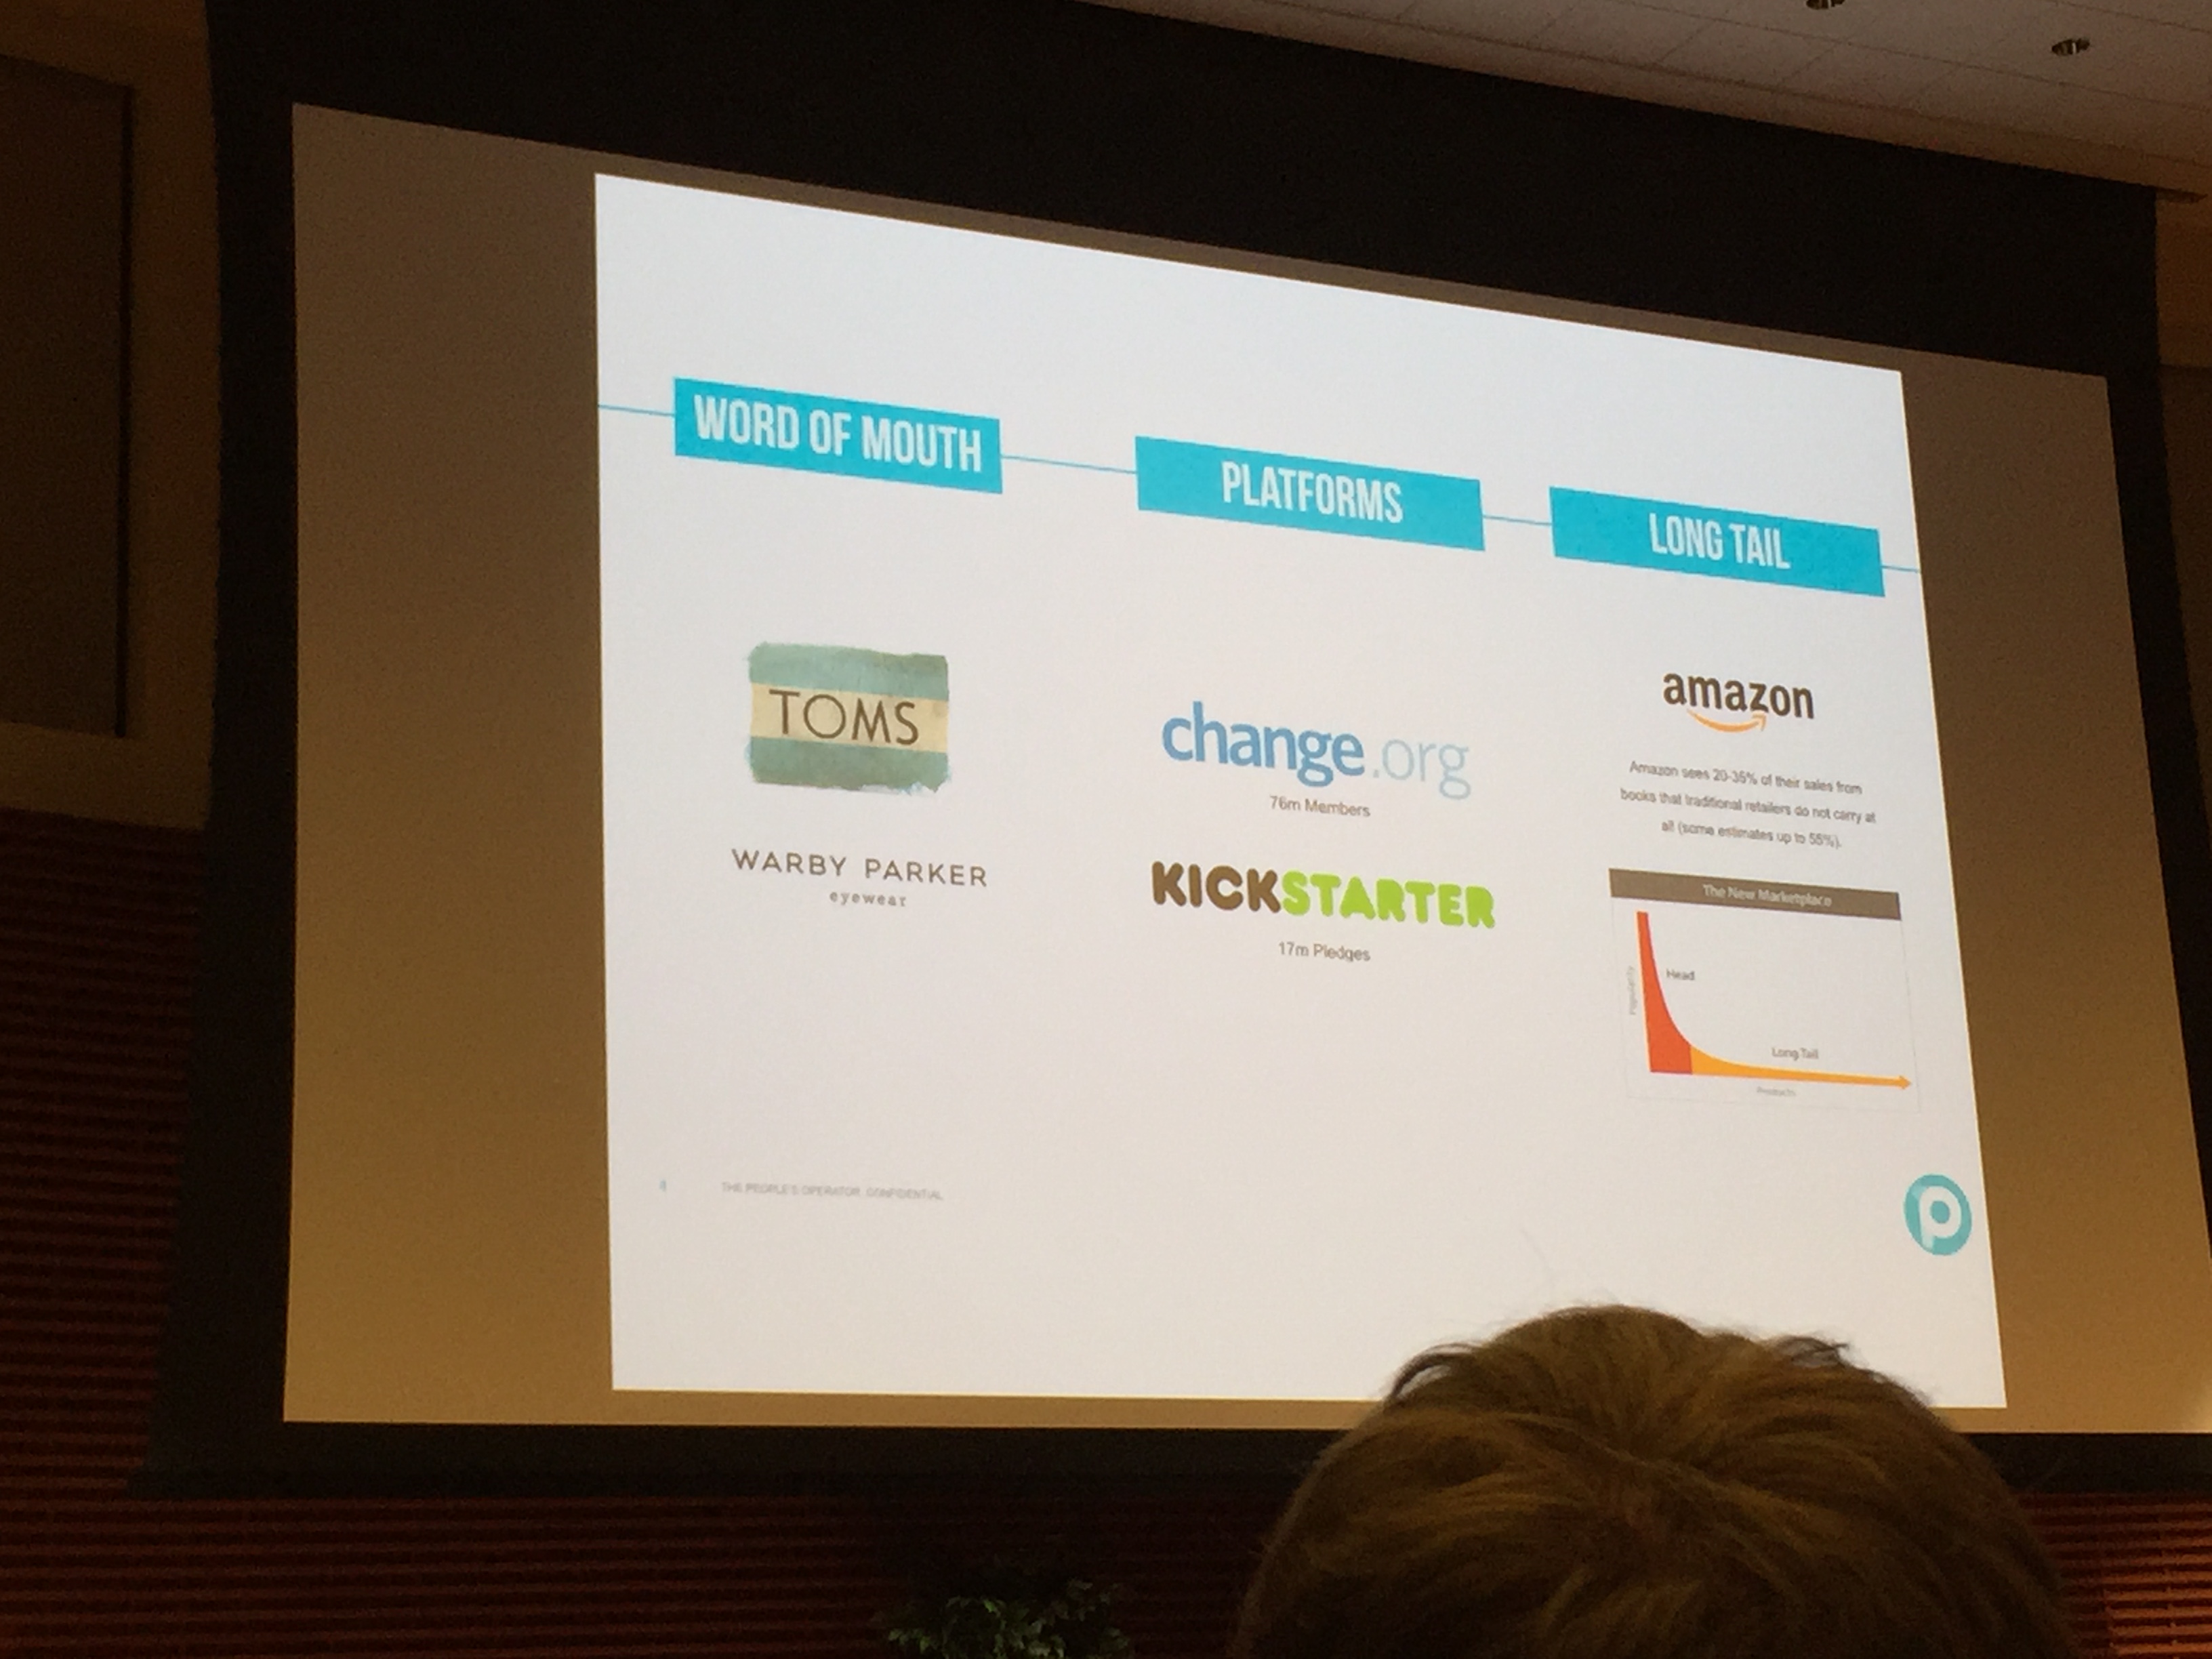 WORD OF MOUTH
PLATFORMS
LONG TAIL
TOMS
WARBY PARKER
eyewear
change.org
76m Members
KICKSTARTER
17m Pledges
amazon
Amazon sees 20-35% of their sales from
books that traditional retailers do not carry at
all (some estimates up to 55%).
The New Marketplace
Popularity
Head
Long Tail
Products
4
THE PEOPLE'S OPERATOR CONFIDENTIAL
p